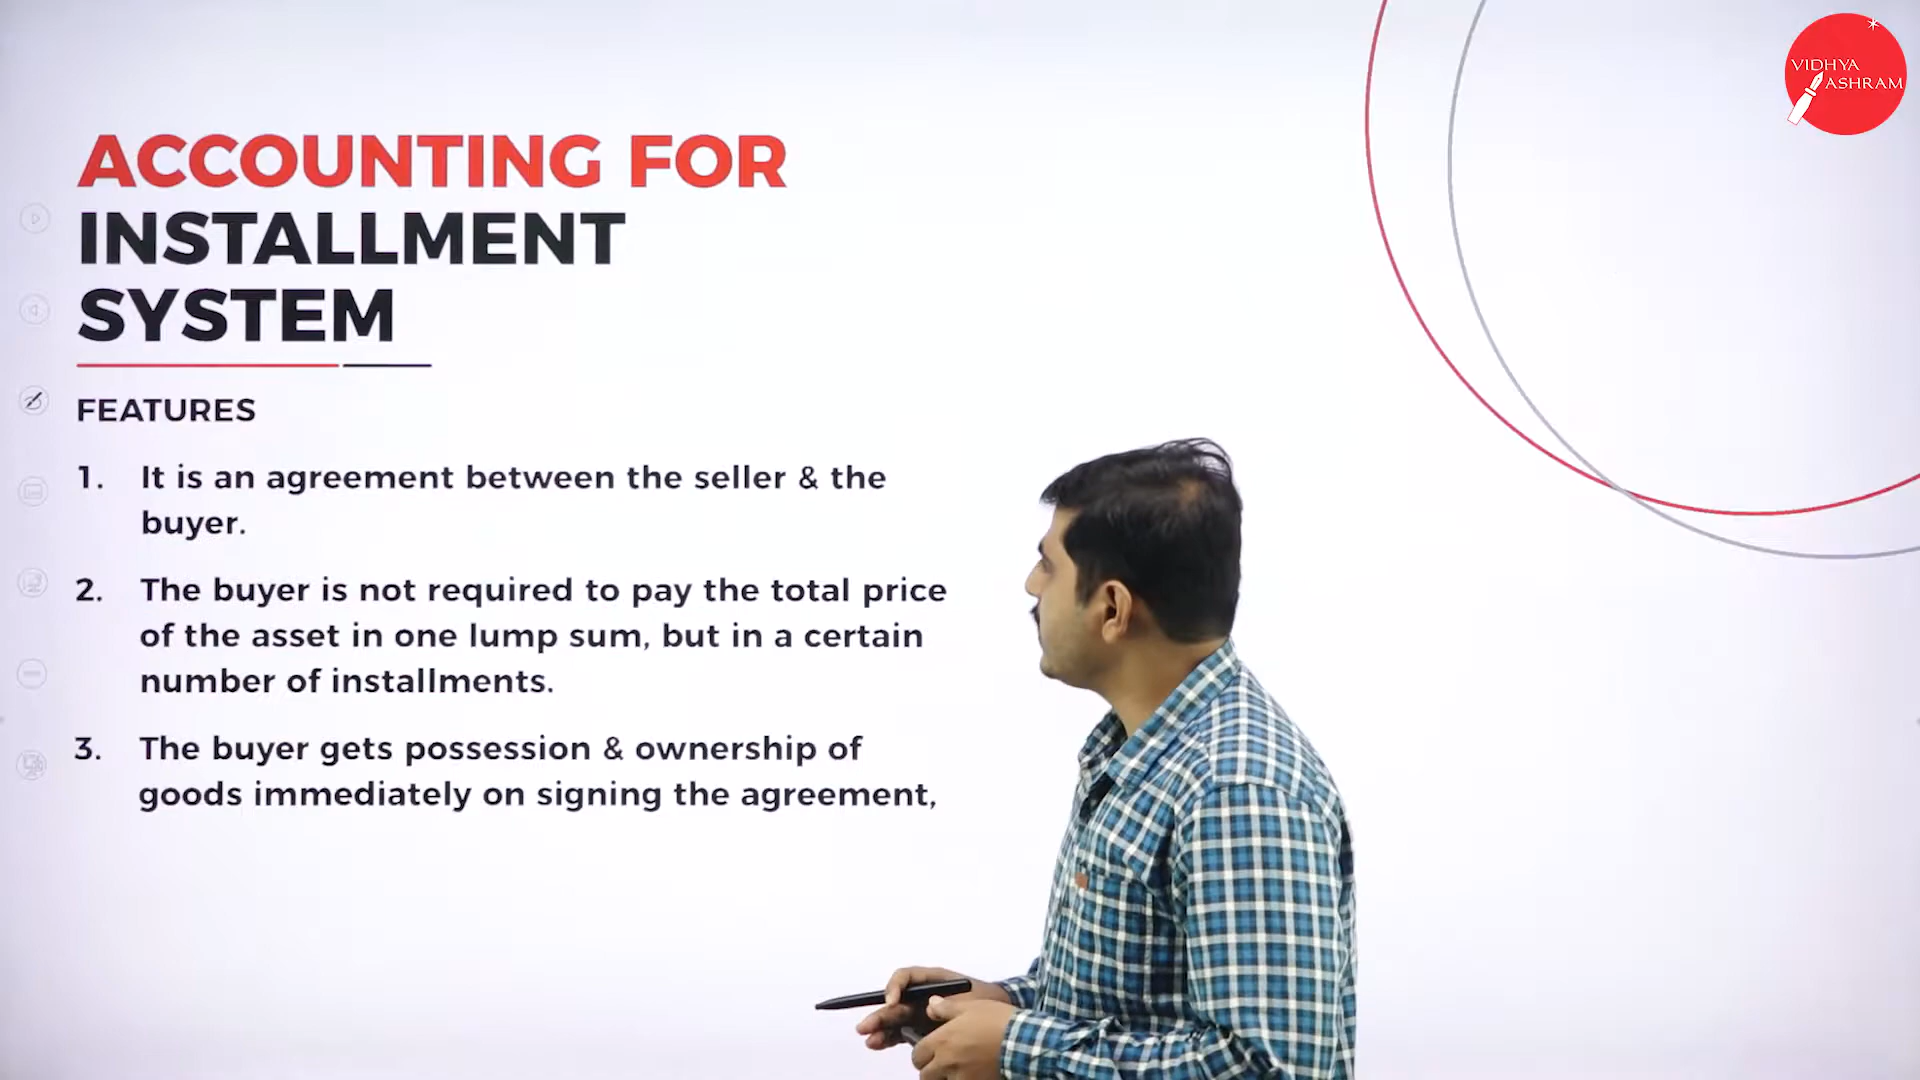 VIDHYA
ASHRAM
ACCOUNTING FOR
INSTALLMENT
SYSTEM
FEATURES
1. It is an agreement between the seller & the
buyer.
2. The buyer is not required to pay the total price
of the asset in one lump sum, but in a certain
number of installments.
3. The buyer gets possession & ownership of
goods immediately on signing the agreement,